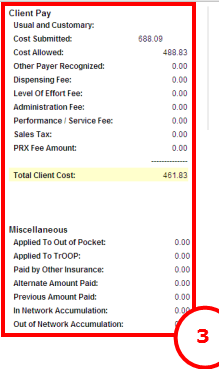 Client Pay
Usual and Customary:
Cost Submitted: 688.09
Cost Allowed: 488.83
Other Payer Recognized: 0.00
Dispensing Fee: 0.00
Level Of Effort Fee: 0.00
Administration Fee: 0.00
Performance / Service Fee: 0.00
Sales Tax: 0.00
PRX Fee Amount: 0.00
--------------
Total Client Cost: 461.83
Miscellaneous
Applied To Out of Pocket: 0.00
Applied To TrOOP: 0.00
Paid by Other Insurance: 0.00
Alternate Amount Paid: 0.00
Previous Amount Paid: 0.00
In Network Accumulation: 0.00
Out of Network Accumulation:
3